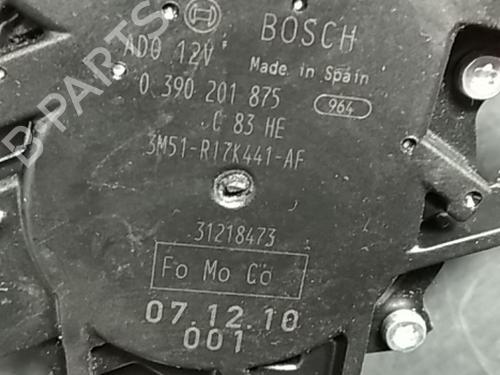 BOSCH
AD0 12V
Made in Spain
0 390 201 875
964
C 83 HE
3M51-R17K441-AF
31218473
Fo Mo Co
07.12.10
001
B-Parts